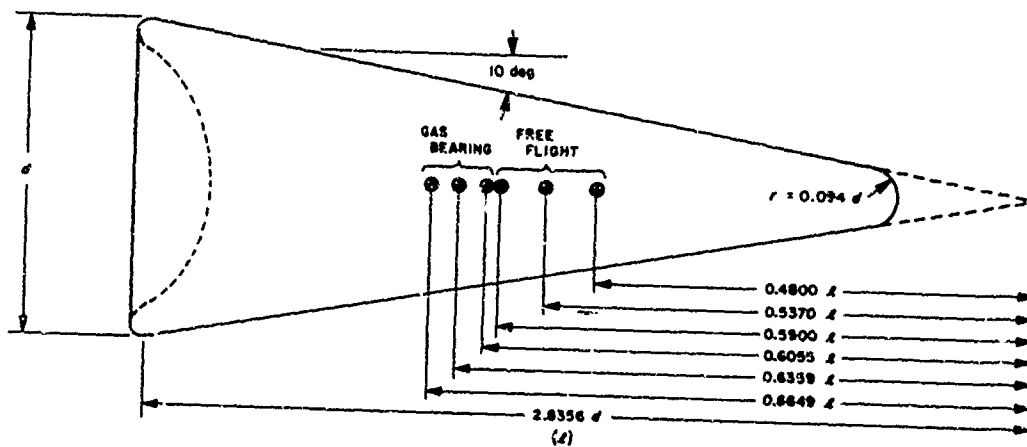 10 deg
GAS BEARING
FREE FLIGHT
d
r = 0.094 d
0.4800 ℓ
0.5370 ℓ
0.5900 ℓ
0.6055 ℓ
0.6359 ℓ
0.6649 ℓ
2.8356 d
(ℓ)